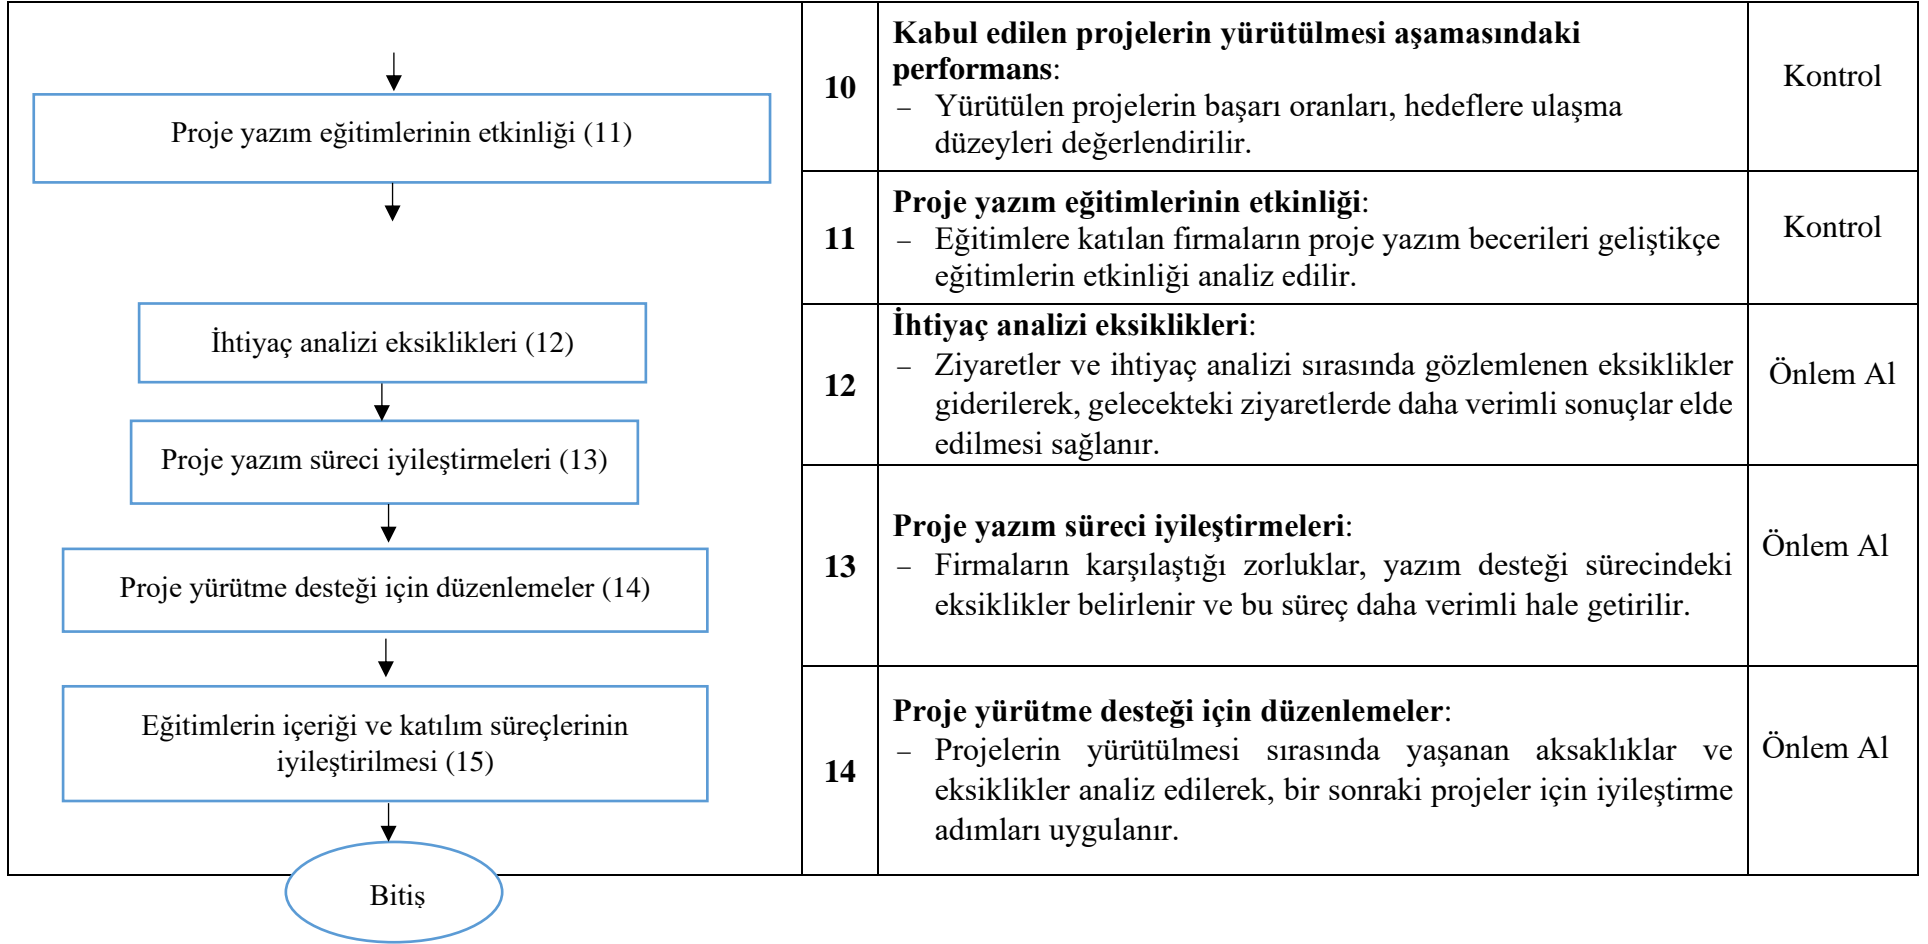 Proje yazım eğitimlerinin etkinliği (11)
İhtiyaç analizi eksiklikleri (12)
Proje yazım süreci iyileştirmeleri (13)
Proje yürütme desteği için düzenlemeler (14)
Eğitimlerin içeriği ve katılım süreçlerinin
iyileştirilmesi (15)
Bitiş
10
Kabul edilen projelerin yürütülmesi aşamasındaki
performans:
– Yürütülen projelerin başarı oranları, hedeflere ulaşma
düzeyleri değerlendirilir.
Kontrol
11
Proje yazım eğitimlerinin etkinliği:
– Eğitimlere katılan firmaların proje yazım becerileri geliştikçe
eğitimlerin etkinliği analiz edilir.
Kontrol
12
İhtiyaç analizi eksiklikleri:
– Ziyaretler ve ihtiyaç analizi sırasında gözlemlenen eksiklikler
giderilerek, gelecekteki ziyaretlerde daha verimli sonuçlar elde
edilmesi sağlanır.
Önlem Al
13
Proje yazım süreci iyileştirmeleri:
– Firmaların karşılaştığı zorluklar, yazım desteği sürecindeki
eksiklikler belirlenir ve bu süreç daha verimli hale getirilir.
Önlem Al
14
Proje yürütme desteği için düzenlemeler:
– Projelerin yürütülmesi sırasında yaşanan aksaklıklar ve
eksiklikler analiz edilerek, bir sonraki projeler için iyileştirme
adımları uygulanır.
Önlem Al